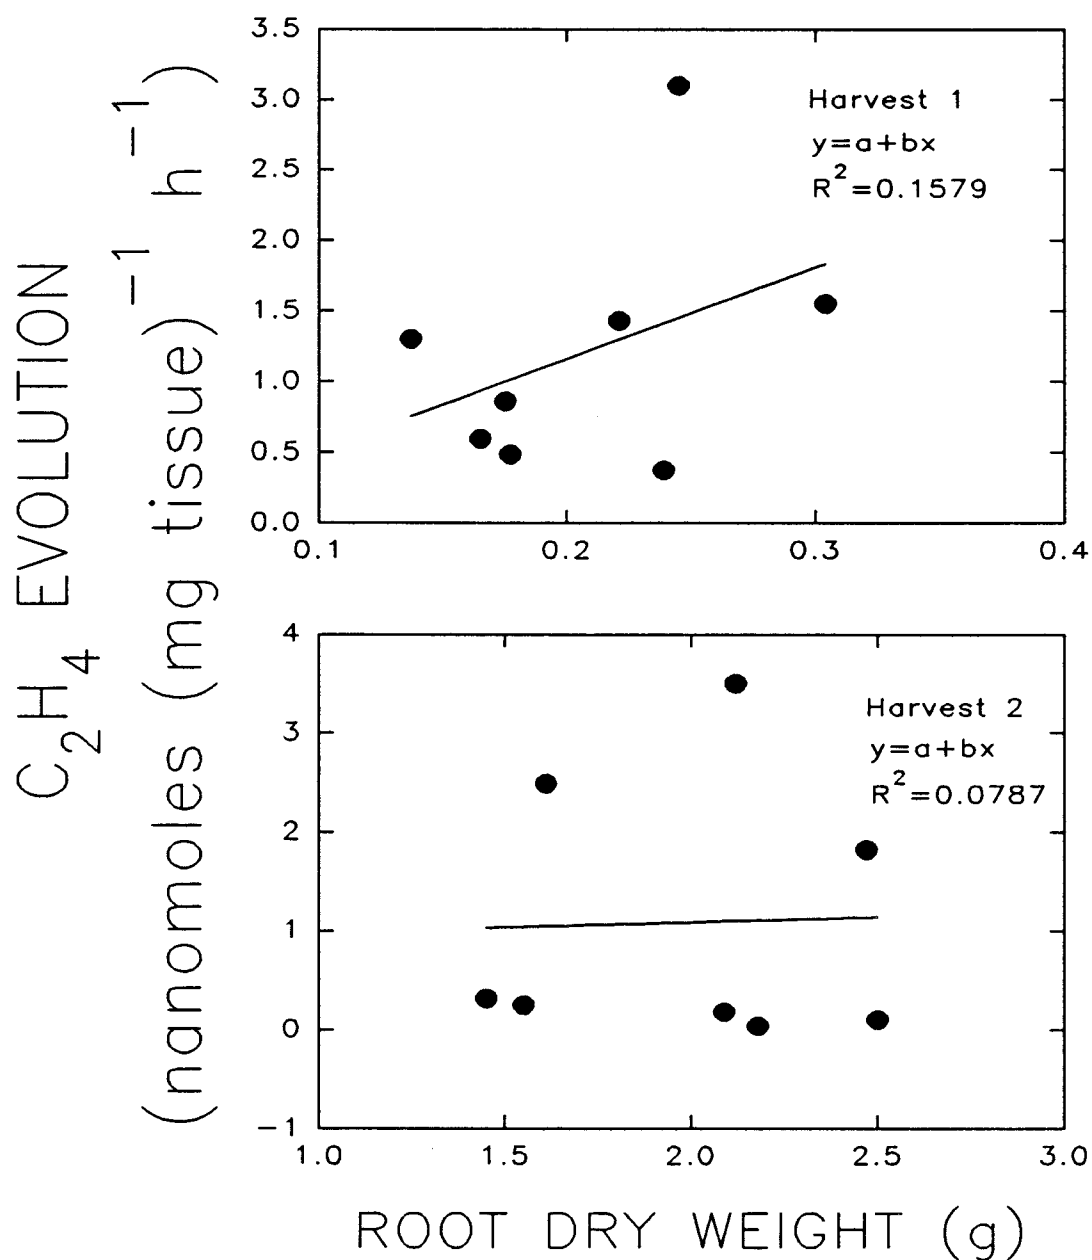 C₂H₄ EVOLUTION
(nanomoles (mg tissue)⁻¹ h⁻¹)
3.5
3.0
2.5
2.0
1.5
1.0
0.5
0.0
Harvest 1
y=a+bx
R²=0.1579
0.1 0.2 0.3 0.4
4
3
2
1
0
−1
Harvest 2
y=a+bx
R²=0.0787
1.0 1.5 2.0 2.5 3.0
ROOT DRY WEIGHT (g)